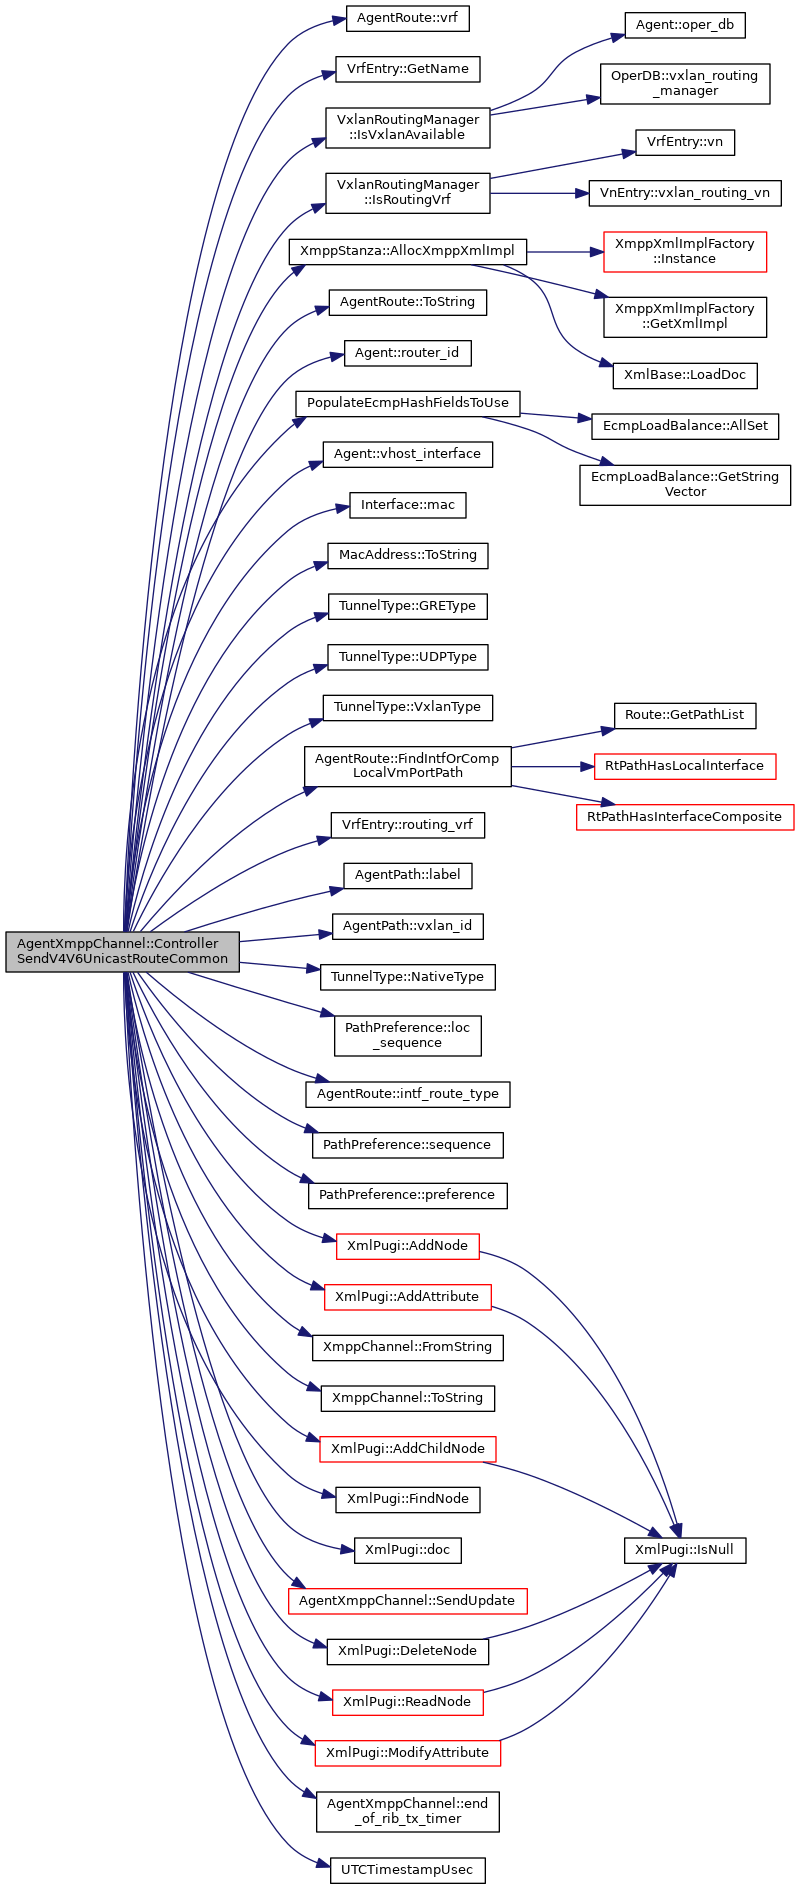 AgentXmppChannel::Controller
SendV4V6UnicastRouteCommon
AgentRoute::vrf
VrfEntry::GetName
VxlanRoutingManager
::IsVxlanAvailable
Agent::oper_db
OperDB::vxlan_routing
_manager
VxlanRoutingManager
::IsRoutingVrf
VrfEntry::vn
VnEntry::vxlan_routing_vn
XmppStanza::AllocXmppXmlImpl
XmppXmlImplFactory
::Instance
XmppXmlImplFactory
::GetXmlImpl
XmlBase::LoadDoc
AgentRoute::ToString
Agent::router_id
PopulateEcmpHashFieldsToUse
EcmpLoadBalance::AllSet
EcmpLoadBalance::GetString
Vector
Agent::vhost_interface
Interface::mac
MacAddress::ToString
TunnelType::GREType
TunnelType::UDPType
TunnelType::VxlanType
AgentRoute::FindIntfOrComp
LocalVmPortPath
Route::GetPathList
RtPathHasLocalInterface
RtPathHasInterfaceComposite
VrfEntry::routing_vrf
AgentPath::label
AgentPath::vxlan_id
TunnelType::NativeType
PathPreference::loc
_sequence
AgentRoute::intf_route_type
PathPreference::sequence
PathPreference::preference
XmlPugi::AddNode
XmlPugi::AddAttribute
XmppChannel::FromString
XmppChannel::ToString
XmlPugi::AddChildNode
XmlPugi::FindNode
XmlPugi::doc
XmlPugi::IsNull
AgentXmppChannel::SendUpdate
XmlPugi::DeleteNode
XmlPugi::ReadNode
XmlPugi::ModifyAttribute
AgentXmppChannel::end
_of_rib_tx_timer
UTCTimestampUsec